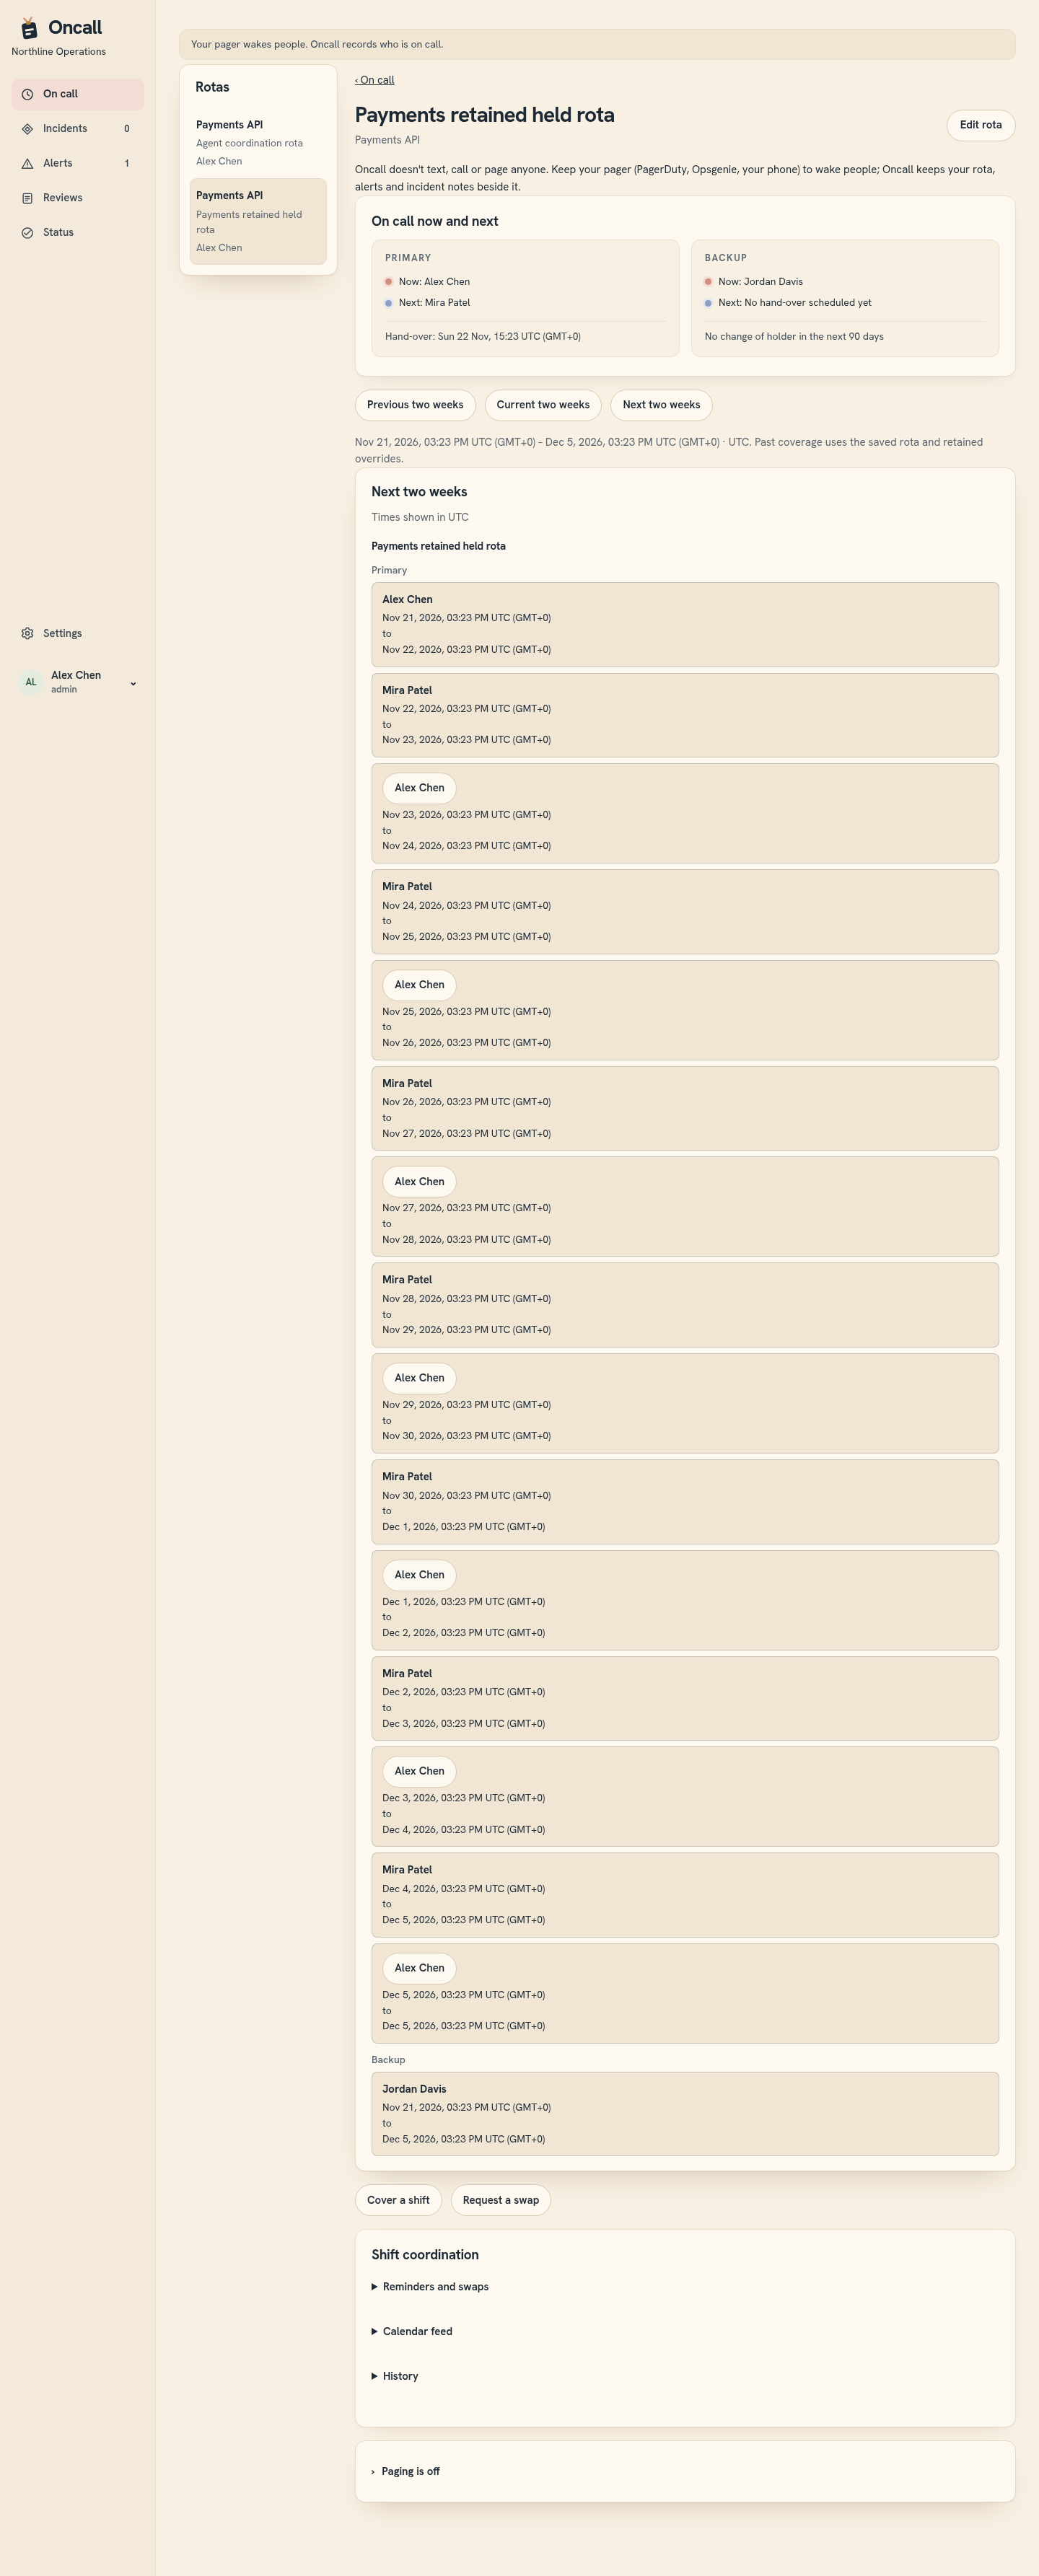 Oncall
Northline Operations
On call
Incidents 0
Alerts 1
Reviews
Status
Settings
AL
Alex Chen
admin
Your pager wakes people. Oncall records who is on call.
Rotas
Payments API
Agent coordination rota
Alex Chen
Payments API
Payments retained held
rota
Alex Chen
‹ On call
Payments retained held rota
Payments API
Edit rota
Oncall doesn't text, call or page anyone. Keep your pager (PagerDuty, Opsgenie, your phone) to wake people; Oncall keeps your rota,
alerts and incident notes beside it.
On call now and next
PRIMARY
Now: Alex Chen
Next: Mira Patel
Hand-over: Sun 22 Nov, 15:23 UTC (GMT+0)
BACKUP
Now: Jordan Davis
Next: No hand-over scheduled yet
No change of holder in the next 90 days
Previous two weeks
Current two weeks
Next two weeks
Nov 21, 2026, 03:23 PM UTC (GMT+0) – Dec 5, 2026, 03:23 PM UTC (GMT+0) · UTC. Past coverage uses the saved rota and retained
overrides.
Next two weeks
Times shown in UTC
Payments retained held rota
Primary
Alex Chen
Nov 21, 2026, 03:23 PM UTC (GMT+0)
to
Nov 22, 2026, 03:23 PM UTC (GMT+0)
Mira Patel
Nov 22, 2026, 03:23 PM UTC (GMT+0)
to
Nov 23, 2026, 03:23 PM UTC (GMT+0)
Alex Chen
Nov 23, 2026, 03:23 PM UTC (GMT+0)
to
Nov 24, 2026, 03:23 PM UTC (GMT+0)
Mira Patel
Nov 24, 2026, 03:23 PM UTC (GMT+0)
to
Nov 25, 2026, 03:23 PM UTC (GMT+0)
Alex Chen
Nov 25, 2026, 03:23 PM UTC (GMT+0)
to
Nov 26, 2026, 03:23 PM UTC (GMT+0)
Mira Patel
Nov 26, 2026, 03:23 PM UTC (GMT+0)
to
Nov 27, 2026, 03:23 PM UTC (GMT+0)
Alex Chen
Nov 27, 2026, 03:23 PM UTC (GMT+0)
to
Nov 28, 2026, 03:23 PM UTC (GMT+0)
Mira Patel
Nov 28, 2026, 03:23 PM UTC (GMT+0)
to
Nov 29, 2026, 03:23 PM UTC (GMT+0)
Alex Chen
Nov 29, 2026, 03:23 PM UTC (GMT+0)
to
Nov 30, 2026, 03:23 PM UTC (GMT+0)
Mira Patel
Nov 30, 2026, 03:23 PM UTC (GMT+0)
to
Dec 1, 2026, 03:23 PM UTC (GMT+0)
Alex Chen
Dec 1, 2026, 03:23 PM UTC (GMT+0)
to
Dec 2, 2026, 03:23 PM UTC (GMT+0)
Mira Patel
Dec 2, 2026, 03:23 PM UTC (GMT+0)
to
Dec 3, 2026, 03:23 PM UTC (GMT+0)
Alex Chen
Dec 3, 2026, 03:23 PM UTC (GMT+0)
to
Dec 4, 2026, 03:23 PM UTC (GMT+0)
Mira Patel
Dec 4, 2026, 03:23 PM UTC (GMT+0)
to
Dec 5, 2026, 03:23 PM UTC (GMT+0)
Alex Chen
Dec 5, 2026, 03:23 PM UTC (GMT+0)
to
Dec 5, 2026, 03:23 PM UTC (GMT+0)
Backup
Jordan Davis
Nov 21, 2026, 03:23 PM UTC (GMT+0)
to
Dec 5, 2026, 03:23 PM UTC (GMT+0)
Cover a shift
Request a swap
Shift coordination
Reminders and swaps
Calendar feed
History
› Paging is off